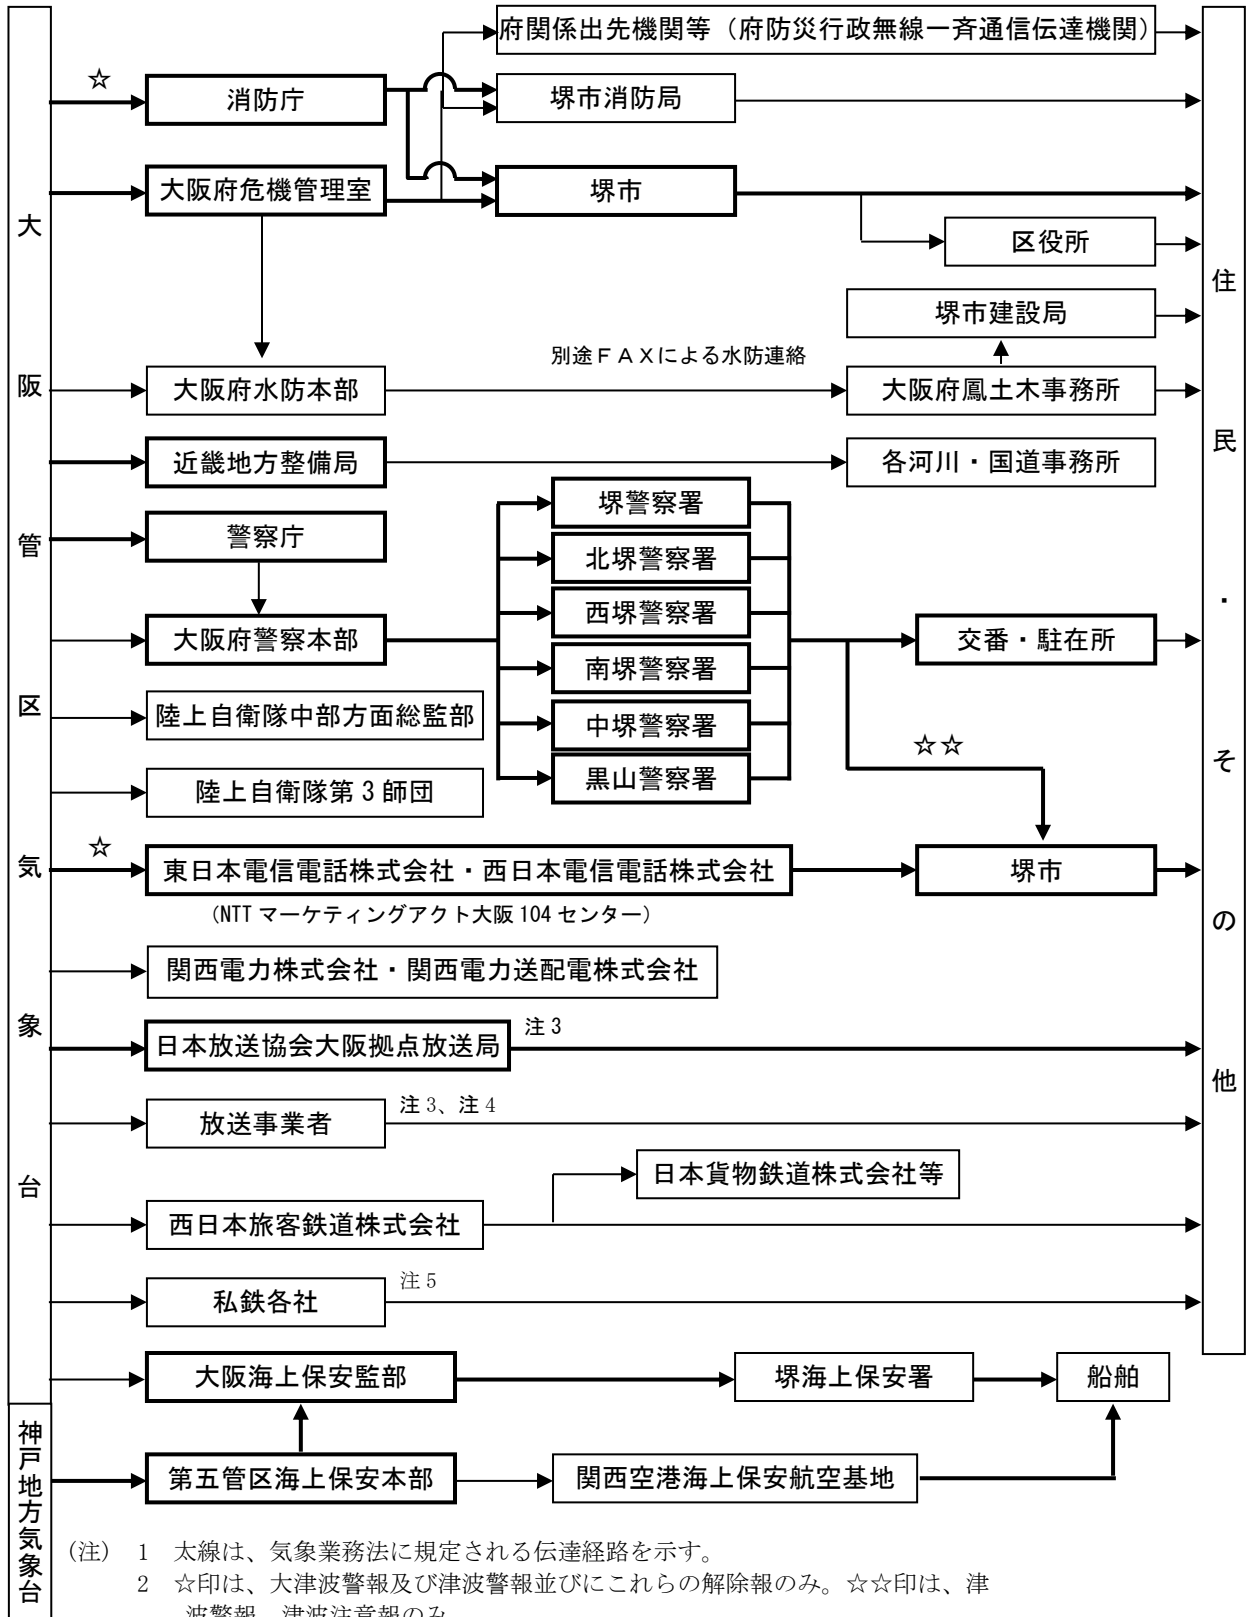 大阪管区気象台
神戸地方気象台
府関係出先機関等（府防災行政無線一斉通信伝達機関）
☆
消防庁
堺市消防局
大阪府危機管理室
堺市
区役所
堺市建設局
別途ＦＡＸによる水防連絡
大阪府水防本部
大阪府鳳土木事務所
近畿地方整備局
各河川・国道事務所
堺警察署
警察庁
北堺警察署
西堺警察署
大阪府警察本部
交番・駐在所
南堺警察署
陸上自衛隊中部方面総監部
中堺警察署
☆☆
黒山警察署
陸上自衛隊第３師団
☆
東日本電信電話株式会社・西日本電信電話株式会社
堺市
（NTT マーケティングアクト大阪 104 センター）
関西電力株式会社・関西電力送配電株式会社
注 3
日本放送協会大阪拠点放送局
注 3、注 4
放送事業者
日本貨物鉄道株式会社等
西日本旅客鉄道株式会社
注 5
私鉄各社
大阪海上保安監部
堺海上保安署
船舶
第五管区海上保安本部
関西空港海上保安航空基地
住民・その他
（注） 1 太線は、気象業務法に規定される伝達経路を示す。
2 ☆印は、大津波警報及び津波警報並びにこれらの解除報のみ。☆☆印は、津
波警報、津波注意報のみ